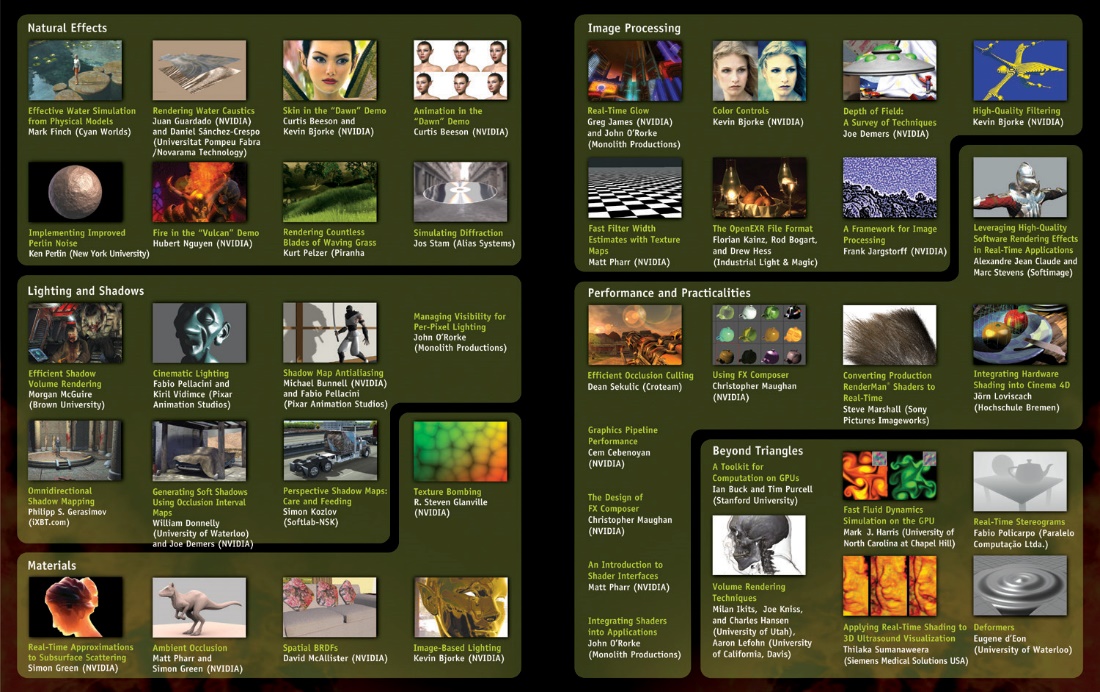 Natural Effects
Effective Water Simulation
from Physical Models
Mark Finch (Cyan Worlds)
Rendering Water Caustics
Juan Guardado (NVIDIA)
and Daniel Sánchez-Crespo
(Universitat Pompeu Fabra
/Novarama Technology)
Skin in the "Dawn" Demo
Curtis Beeson and
Kevin Bjorke (NVIDIA)
Animation in the
"Dawn" Demo
Curtis Beeson (NVIDIA)
Implementing Improved
Perlin Noise
Ken Perlin (New York University)
Fire in the "Vulcan" Demo
Hubert Nguyen (NVIDIA)
Rendering Countless
Blades of Waving Grass
Kurt Pelzer (Piranha
Simulating Diffraction
Jos Stam (Alias Systems)
Lighting and Shadows
Efficient Shadow
Volume Rendering
Morgan McGuire
(Brown University)
Cinematic Lighting
Fabio Pellacini and
Kiril Vidimce (Pixar
Animation Studios)
Shadow Map Antialiasing
Michael Bunnell (NVIDIA)
and Fabio Pellacini
(Pixar Animation Studios)
Managing Visibility for
Per-Pixel Lighting
John O'Rorke
(Monolith Productions)
Omnidirectional
Shadow Mapping
Philipp S. Gerasimov
(iXBT.com)
Generating Soft Shadows
Using Occlusion Interval
Maps
William Donnelly
(University of Waterloo)
and Joe Demers (NVIDIA)
Perspective Shadow Maps:
Care and Feeding
Simon Kozlov
(Softlab-NSK)
Texture Bombing
R. Steven Glanville
(NVIDIA)
Materials
Real-Time Approximations
to Subsurface Scattering
Simon Green (NVIDIA)
Ambient Occlusion
Matt Pharr and
Simon Green (NVIDIA)
Spatial BRDFs
David McAllister (NVIDIA)
Image-Based Lighting
Kevin Bjorke (NVIDIA)
Image Processing
Real-Time Glow
Greg James (NVIDIA)
and John O'Rorke
(Monolith Productions)
Color Controls
Kevin Bjorke (NVIDIA)
Depth of Field:
A Survey of Techniques
Joe Demers (NVIDIA)
High-Quality Filtering
Kevin Bjorke (NVIDIA)
Fast Filter Width
Estimates with Texture
Maps
Matt Pharr (NVIDIA)
The OpenEXR File Format
Florian Kainz, Rod Bogart,
and Drew Hess
(Industrial Light & Magic)
A Framework for Image
Processing
Frank Jargstorff (NVIDIA)
Leveraging High-Quality
Software Rendering Effects
in Real-Time Applications
Alexandre Jean Claude and
Marc Stevens (Softimage)
Performance and Practicalities
Efficient Occlusion Culling
Dean Sekulic (Croteam)
Using FX Composer
Christopher Maughan
(NVIDIA)
Converting Production
RenderMan® Shaders to
Real-Time
Steve Marshall (Sony
Pictures Imageworks)
Integrating Hardware
Shading into Cinema 4D
Jörn Loviscach
(Hochschule Bremen)
Graphics Pipeline
Performance
Cem Cebenoyan
(NVIDIA)
The Design of
FX Composer
Christopher Maughan
(NVIDIA)
An Introduction to
Shader Interfaces
Matt Pharr (NVIDIA)
Integrating Shaders
into Applications
John O'Rorke
(Monolith Productions)
Beyond Triangles
A Toolkit for
Computation on GPUs
Ian Buck and Tim Purcell
(Stanford University)
Fast Fluid Dynamics
Simulation on the GPU
Mark J. Harris (University of
North Carolina at Chapel Hill)
Real-Time Stereograms
Fabio Policarpo (Paralelo
Computação Ltda.)
Volume Rendering
Techniques
Milan Ikits, Joe Kniss,
and Charles Hansen
(University of Utah),
Aaron Lefohn (University
of California, Davis)
Applying Real-Time Shading to
3D Ultrasound Visualization
Thilaka Sumanaweera
(Siemens Medical Solutions USA)
Deformers
Eugene d'Eon
(University of Waterloo)